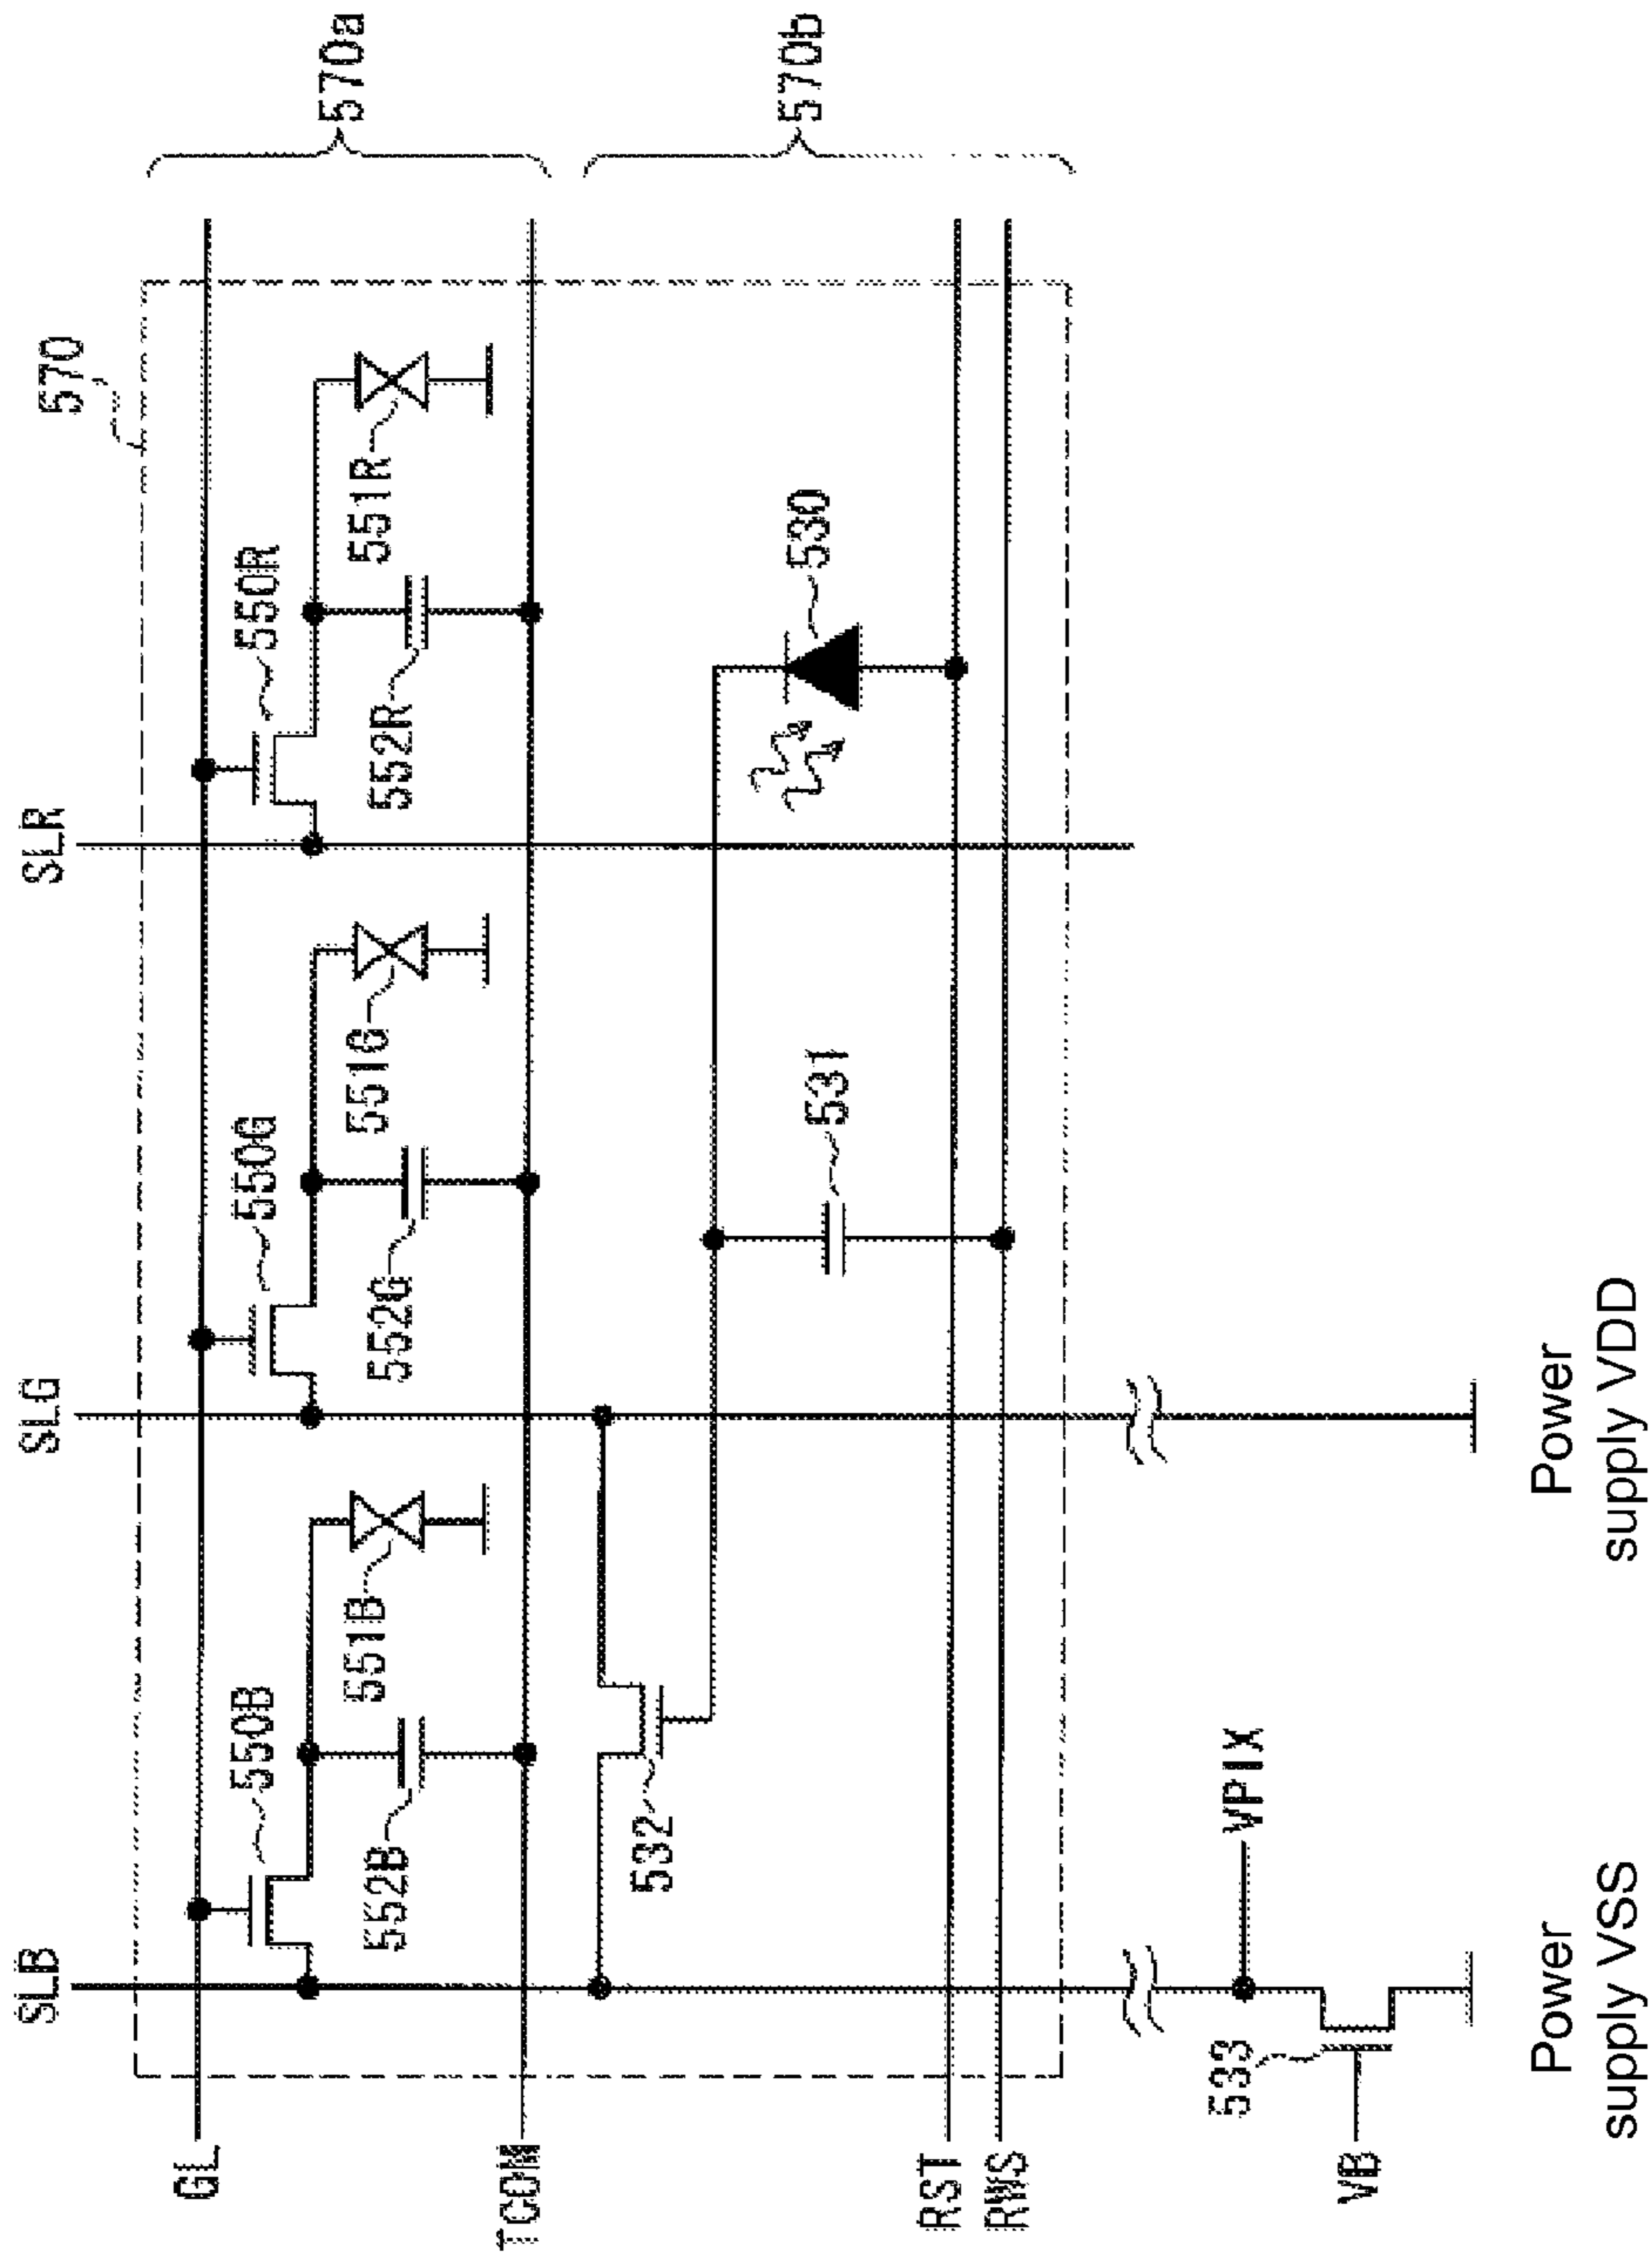 570
570a
570b
SLB
SLG
SLR
GL
550B
550G
550R
551B
551G
551R
552B
552G
552R
TCOM
532
531
530
RST
RWS
533
VPIX
VB
Power
supply VSS
Power
supply VDD